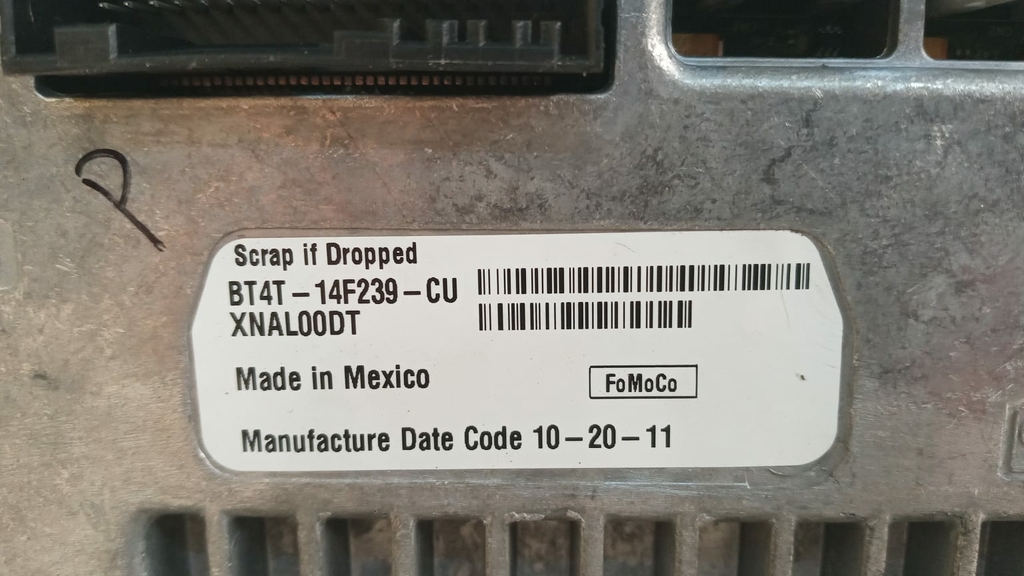 P
Scrap if Dropped
BT4T-14F239-CU
XNAL00DT
Made in Mexico
FoMoCo
Manufacture Date Code 10-20-11